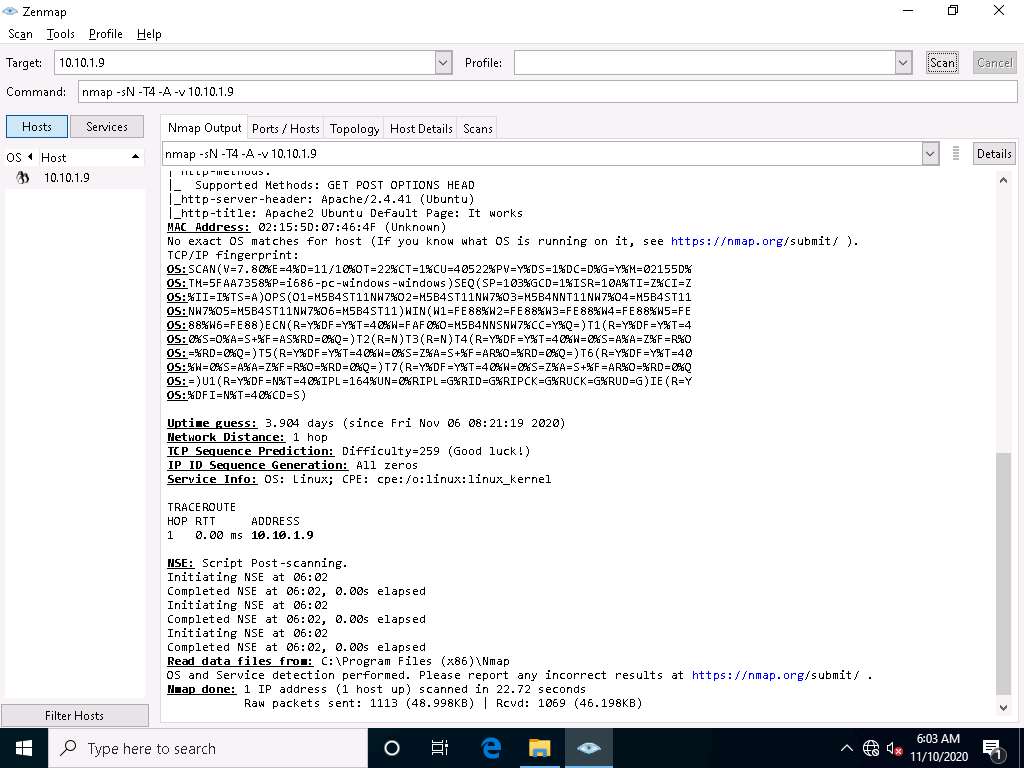 Zenmap
Scan Tools Profile Help
Target: 10.10.1.9 Profile: Scan Cancel
Command: nmap -sN -T4 -A -v 10.10.1.9
Hosts Services
Nmap Output Ports / Hosts Topology Host Details Scans
OS Host
nmap -sN -T4 -A -v 10.10.1.9 Details
10.10.1.9
| http-methods:
|_ Supported Methods: GET POST OPTIONS HEAD
|_http-server-header: Apache/2.4.41 (Ubuntu)
|_http-title: Apache2 Ubuntu Default Page: It works
MAC Address: 02:15:5D:07:46:4F (Unknown)
No exact OS matches for host (If you know what OS is running on it, see https://nmap.org/submit/ ).
TCP/IP fingerprint:
OS:SCAN(V=7.80%E=4%D=11/10%OT=22%CT=1%CU=40522%PV=Y%DS=1%DC=D%G=Y%M=02155D%
OS:TM=5FAA7358%P=i686-pc-windows-windows)SEQ(SP=103%GCD=1%ISR=10A%TI=Z%CI=Z
OS:%II=I%TS=A)OPS(O1=M5B4ST11NW7%O2=M5B4ST11NW7%O3=M5B4NNT11NW7%O4=M5B4ST11
OS:NW7%O5=M5B4ST11NW7%O6=M5B4ST11)WIN(W1=FE88%W2=FE88%W3=FE88%W4=FE88%W5=FE
OS:88%W6=FE88)ECN(R=Y%DF=Y%T=40%W=FAF0%O=M5B4NNSNW7%CC=Y%Q=)T1(R=Y%DF=Y%T=4
OS:0%S=O%A=S+%F=AS%RD=0%Q=)T2(R=N)T3(R=N)T4(R=Y%DF=Y%T=40%W=0%S=A%A=Z%F=R%O
OS:=%RD=0%Q=)T5(R=Y%DF=Y%T=40%W=0%S=Z%A=S+%F=AR%O=%RD=0%Q=)T6(R=Y%DF=Y%T=40
OS:%W=0%S=A%A=Z%F=R%O=%RD=0%Q=)T7(R=Y%DF=Y%T=40%W=0%S=Z%A=S+%F=AR%O=%RD=0%Q
OS:=)U1(R=Y%DF=N%T=40%IPL=164%UN=0%RIPL=G%RID=G%RIPCK=G%RUCK=G%RUD=G)IE(R=Y
OS:%DFI=N%T=40%CD=S)
Uptime guess: 3.904 days (since Fri Nov 06 08:21:19 2020)
Network Distance: 1 hop
TCP Sequence Prediction: Difficulty=259 (Good luck!)
IP ID Sequence Generation: All zeros
Service Info: OS: Linux; CPE: cpe:/o:linux:linux_kernel
TRACEROUTE
HOP RTT ADDRESS
1 0.00 ms 10.10.1.9
NSE: Script Post-scanning.
Initiating NSE at 06:02
Completed NSE at 06:02, 0.00s elapsed
Initiating NSE at 06:02
Completed NSE at 06:02, 0.00s elapsed
Initiating NSE at 06:02
Completed NSE at 06:02, 0.00s elapsed
Read data files from: C:\Program Files (x86)\Nmap
OS and Service detection performed. Please report any incorrect results at https://nmap.org/submit/ .
Nmap done: 1 IP address (1 host up) scanned in 22.72 seconds
Raw packets sent: 1113 (48.998KB) | Rcvd: 1069 (46.198KB)
Filter Hosts
Type here to search
6:03 AM
11/10/2020
1